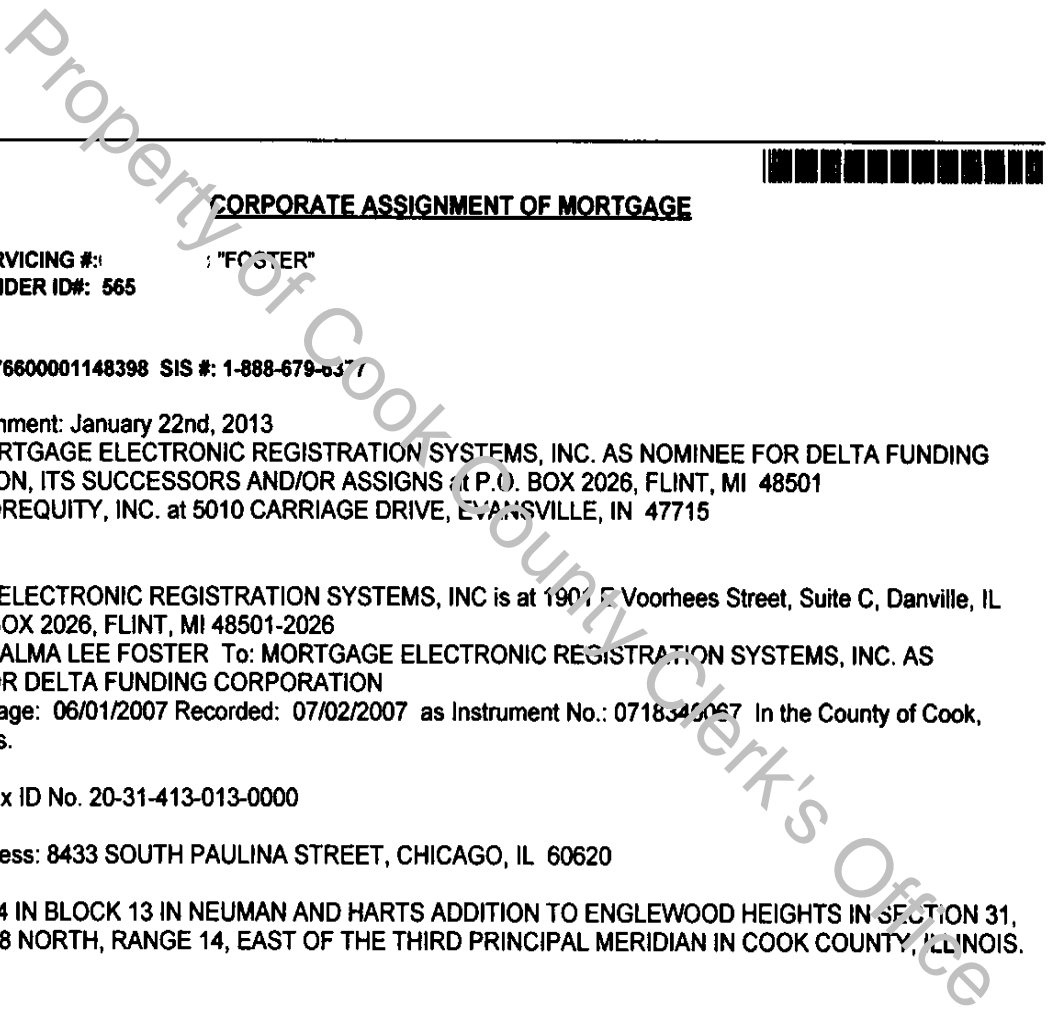 Property of Cook County Clerk's Office
CORPORATE ASSIGNMENT OF MORTGAGE
RVICING #: "FOSTER"
NDER ID#: 565
76600001148398 SIS #: 1-888-679-6377
nment: January 22nd, 2013
RTGAGE ELECTRONIC REGISTRATION SYSTEMS, INC. AS NOMINEE FOR DELTA FUNDING
ON, ITS SUCCESSORS AND/OR ASSIGNS at P.O. BOX 2026, FLINT, MI 48501
OREQUITY, INC. at 5010 CARRIAGE DRIVE, EVANSVILLE, IN 47715
ELECTRONIC REGISTRATION SYSTEMS, INC is at 1901 E Voorhees Street, Suite C, Danville, IL
OX 2026, FLINT, MI 48501-2026
ALMA LEE FOSTER To: MORTGAGE ELECTRONIC REGISTRATION SYSTEMS, INC. AS
R DELTA FUNDING CORPORATION
age: 06/01/2007 Recorded: 07/02/2007 as Instrument No.: In the County of Cook,
s.
x ID No. 20-31-413-013-0000
ess: 8433 SOUTH PAULINA STREET, CHICAGO, IL 60620
4 IN BLOCK 13 IN NEUMAN AND HARTS ADDITION TO ENGLEWOOD HEIGHTS IN SECTION 31,
8 NORTH, RANGE 14, EAST OF THE THIRD PRINCIPAL MERIDIAN IN COOK COUNTY, ILLINOIS.